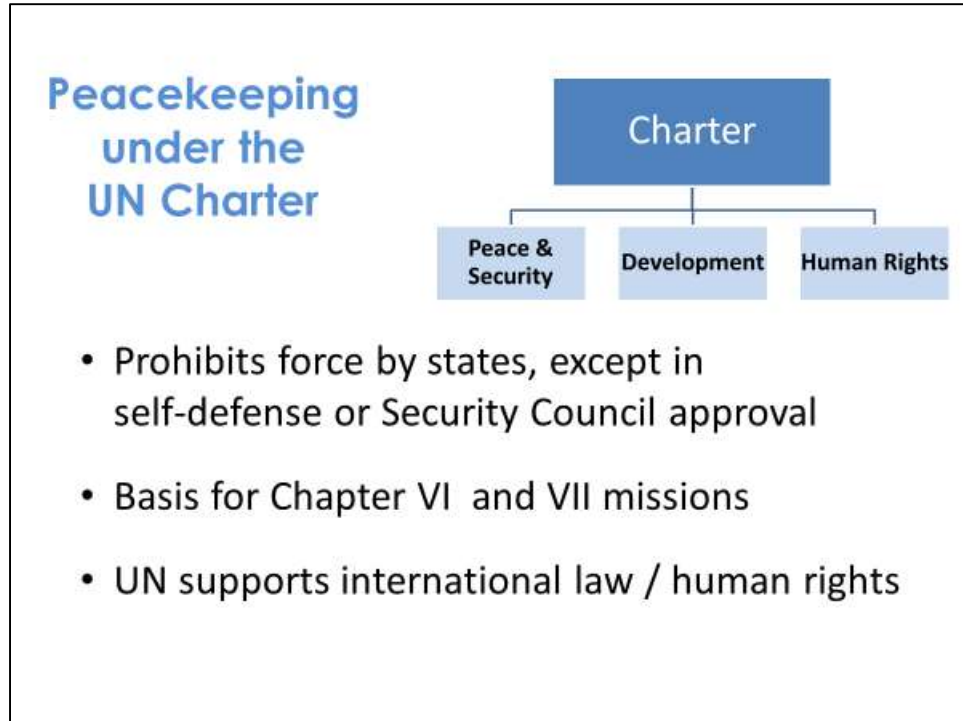 Peacekeeping
under the
UN Charter
Charter
Peace &
Security
Development
Human Rights
• Prohibits force by states, except in
self-defense or Security Council approval
• Basis for Chapter VI and VII missions
• UN supports international law / human rights